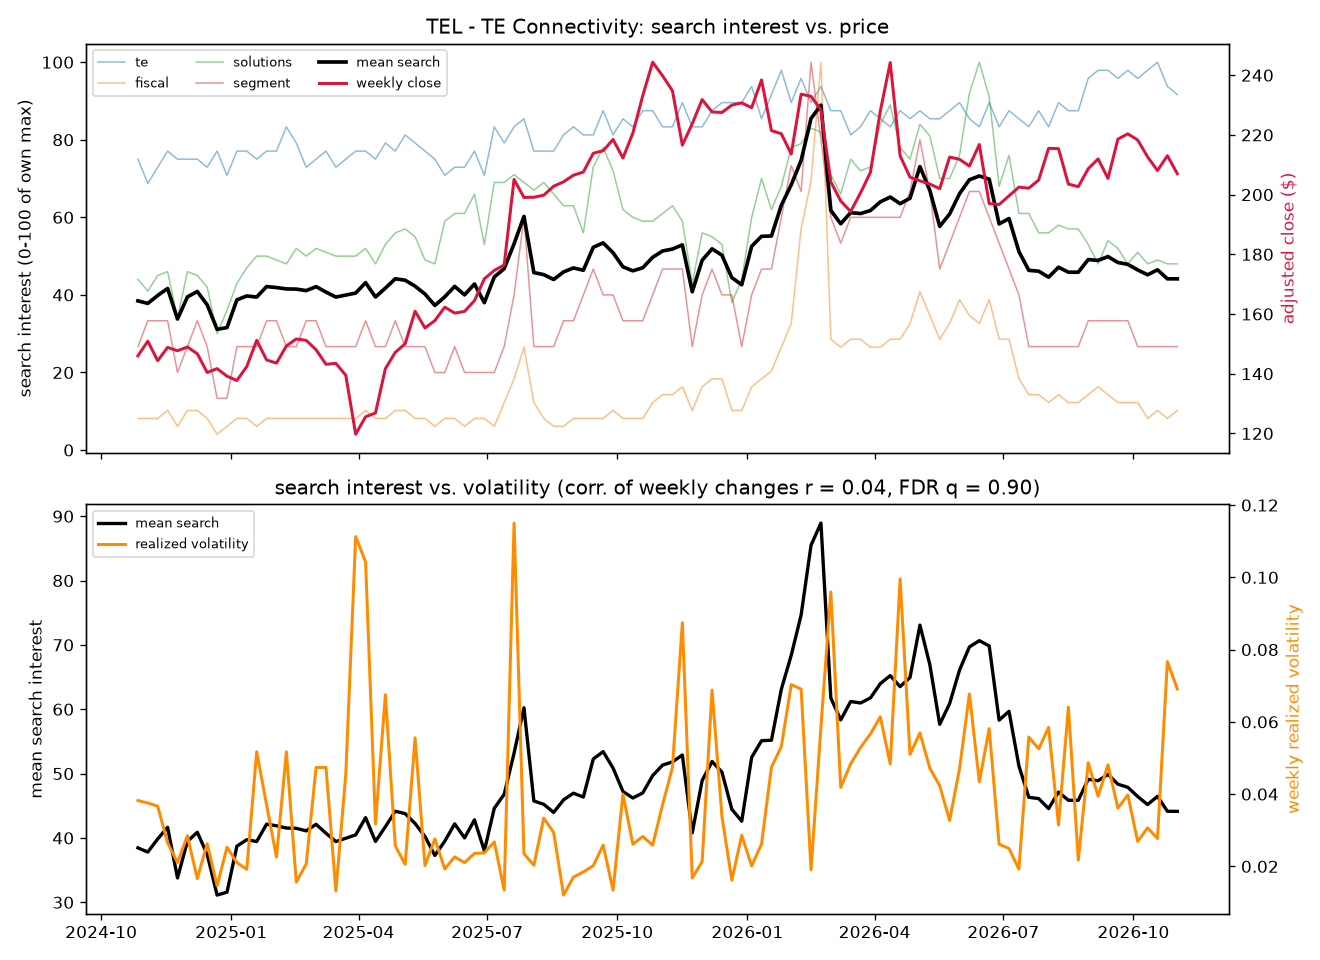 TEL - TE Connectivity: search interest vs. price
te
fiscal
solutions
segment
mean search
weekly close
search interest (0-100 of own max)
100
80
60
40
20
0
adjusted close ($)
240
220
200
180
160
140
120
search interest vs. volatility (corr. of weekly changes r = 0.04, FDR q = 0.90)
mean search
realized volatility
mean search interest
90
80
70
60
50
40
30
weekly realized volatility
0.12
0.10
0.08
0.06
0.04
0.02
2024-10
2025-01
2025-04
2025-07
2025-10
2026-01
2026-04
2026-07
2026-10